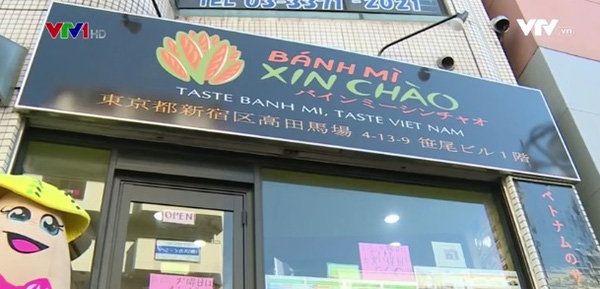 TEL 03-3371-2021
VTV1 HD
VTV.vn
BÁNH MÌ
XIN CHAO
バインミーシンチャオ
TASTE BANH MI, TASTE VIET NAM
東京都新宿区高田馬場 4-13-9 笹尾ビル1階
OPEN
ベトナムの